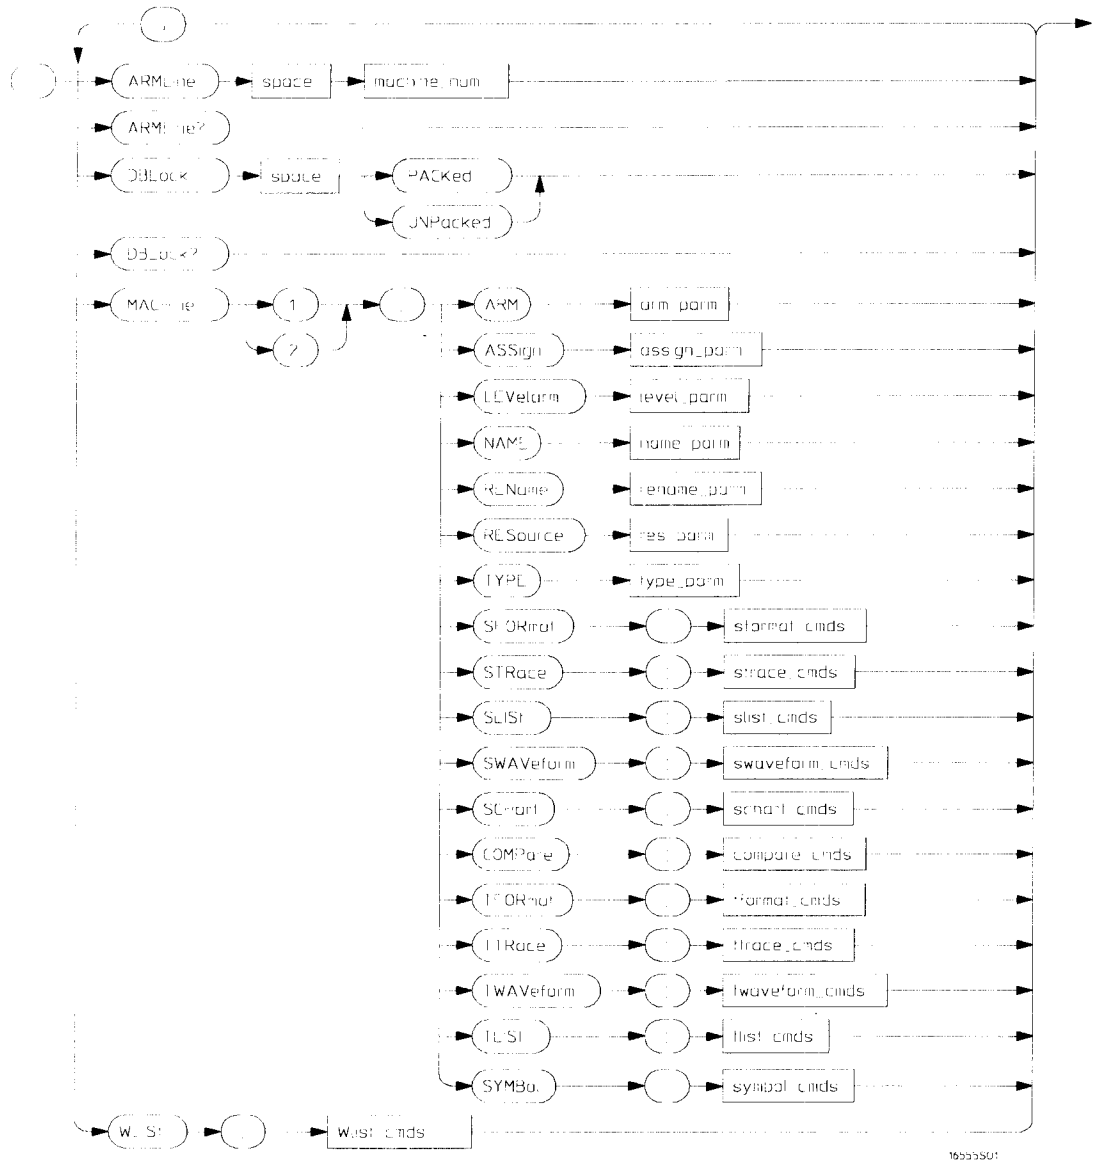 ARMLine space machine_num
ARMLine?
DBLock space PACKed
UNPacked
DBLock?
MACHine 1 ARM arm_parm
2 ASSign assign_parm
LEVelarm level_parm
NAME name_parm
REName rename_parm
RESource res_parm
TYPE type_parm
SFORmat sformat_cmds
STRace strace_cmds
SLISt slist_cmds
SWAVeform swaveform_cmds
SCHart schart_cmds
COMPare compare_cmds
TFORmat tformat_cmds
TTRace ttrace_cmds
TWAVeform twaveform_cmds
TLISt tlist_cmds
SYMBol symbol_cmds
WLISt Wlist_cmds
16555S01